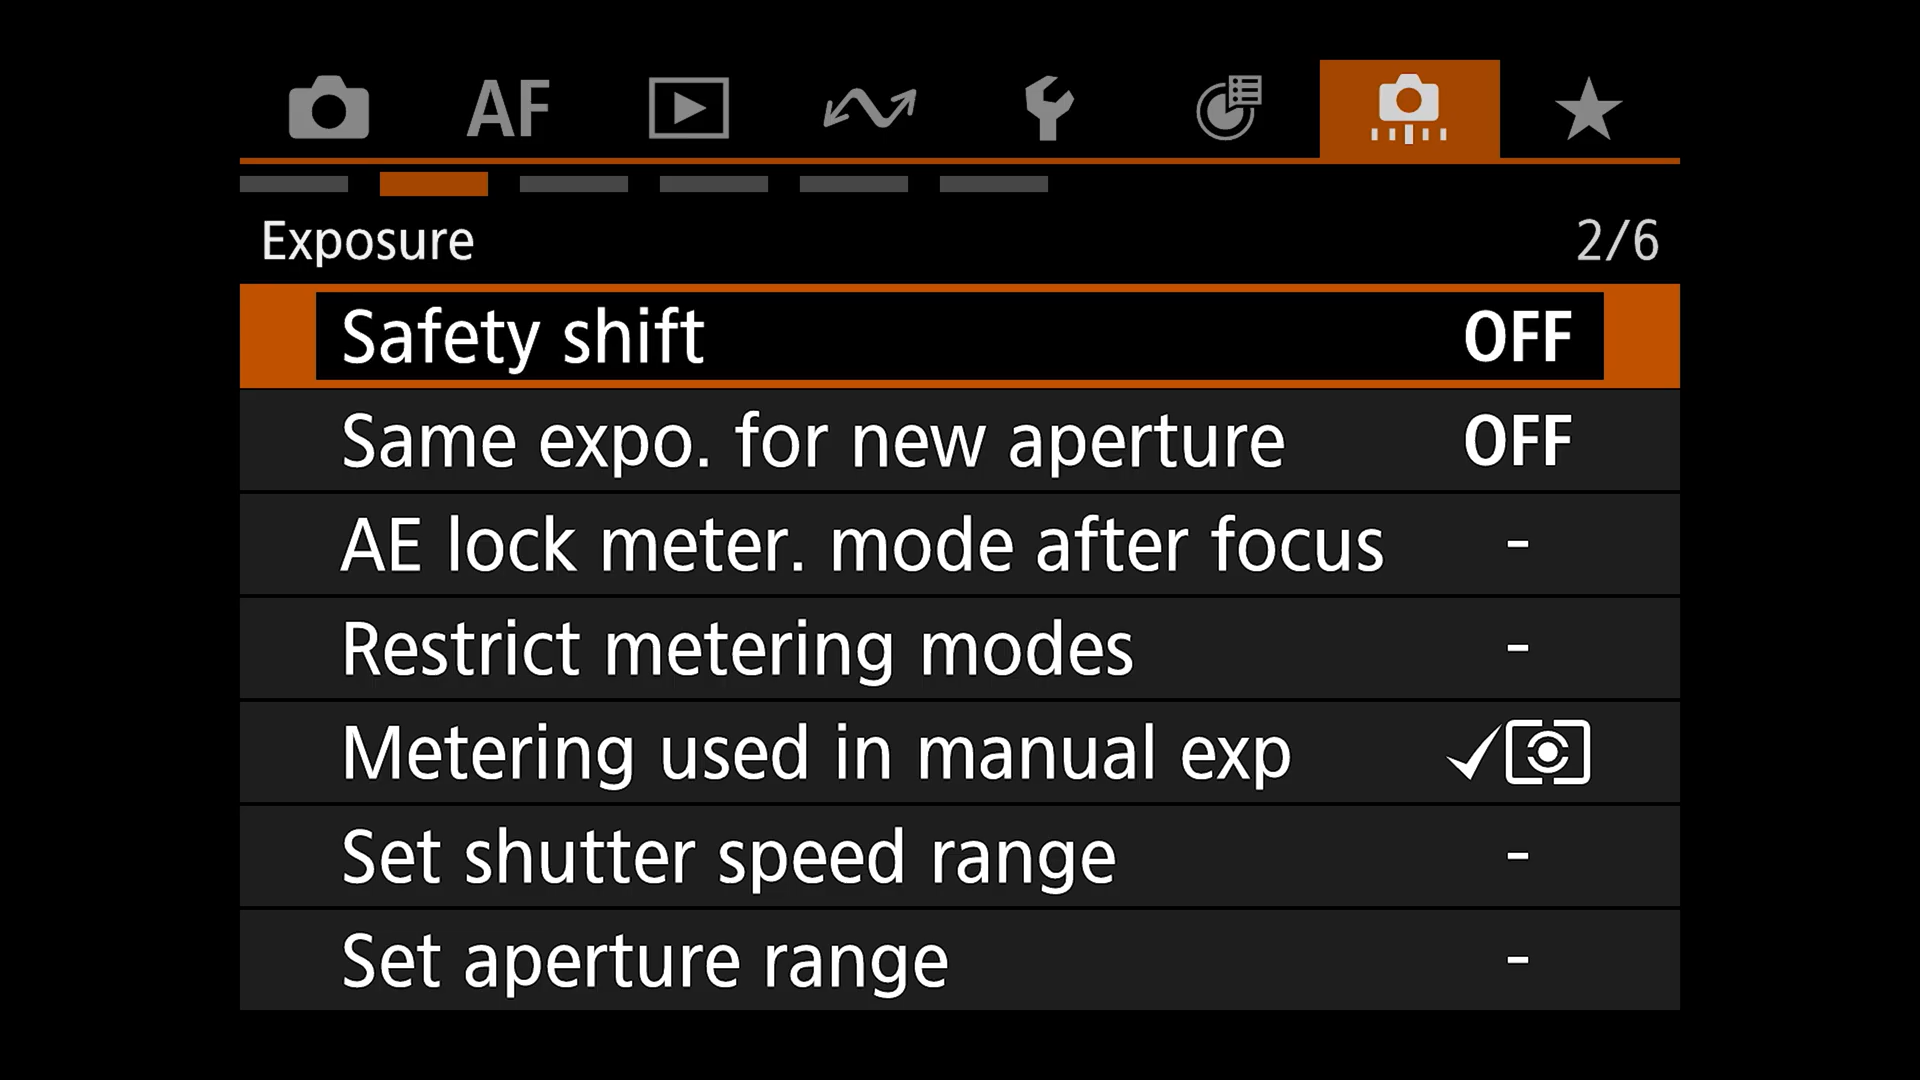 AF
Exposure 2/6
Safety shift OFF
Same expo. for new aperture OFF
AE lock meter. mode after focus -
Restrict metering modes -
Metering used in manual exp
Set shutter speed range -
Set aperture range -